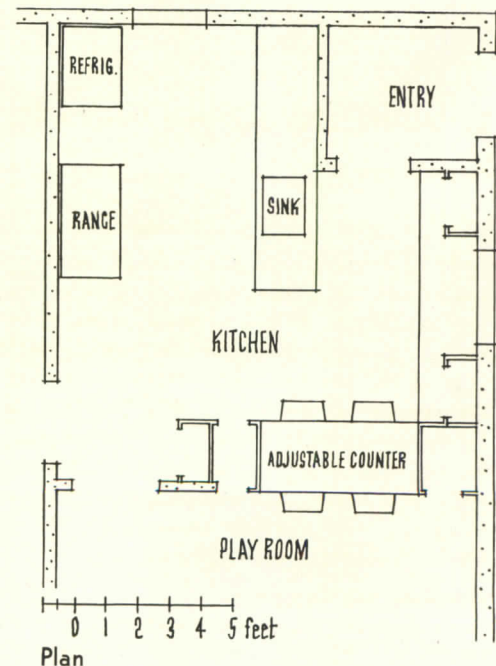 REFRIG.
ENTRY
RANGE
SINK
KITCHEN
ADJUSTABLE COUNTER
PLAY ROOM
0 1 2 3 4 5 feet
Plan